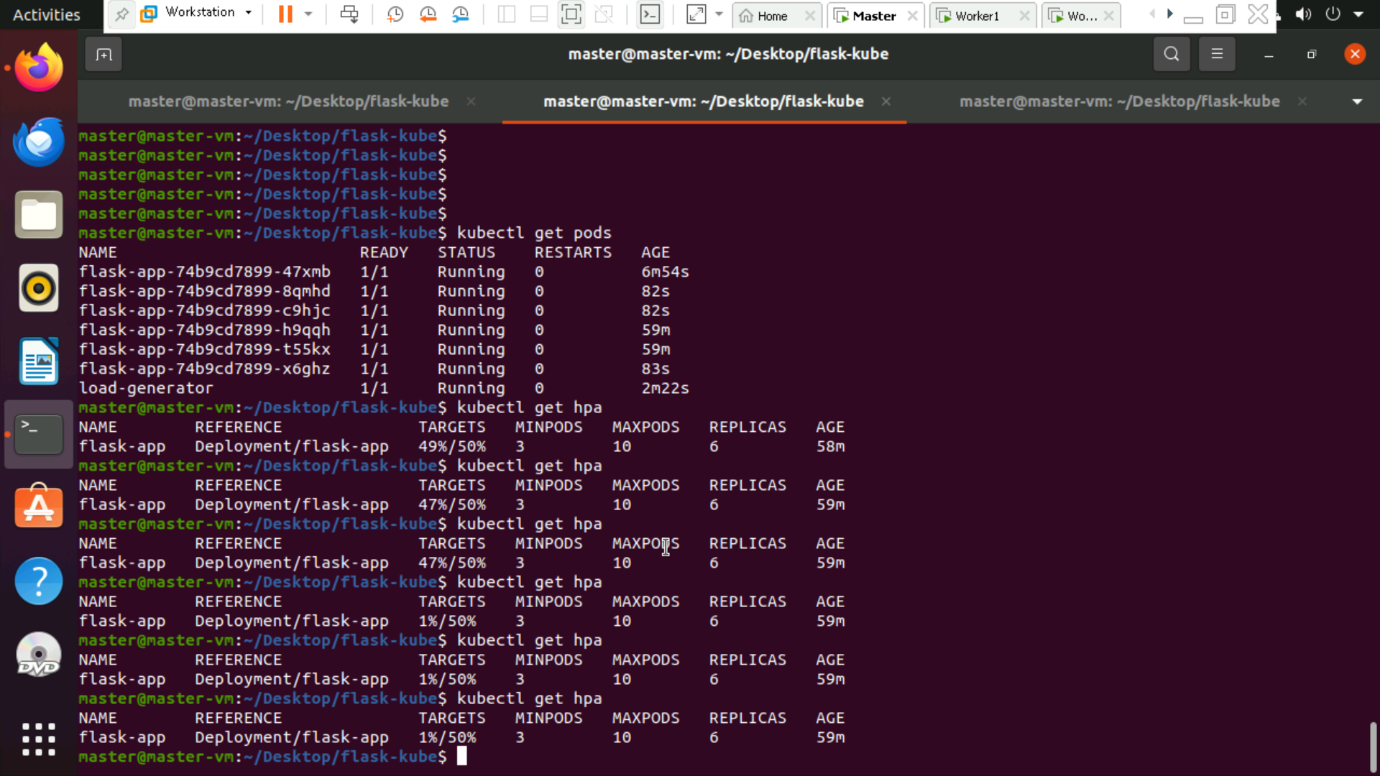 Activities
Workstation
Home
Master
Worker1
Wo...
master@master-vm: ~/Desktop/flask-kube
master@master-vm: ~/Desktop/flask-kube
master@master-vm: ~/Desktop/flask-kube
master@master-vm: ~/Desktop/flask-kube
master@master-vm:~/Desktop/flask-kube$
master@master-vm:~/Desktop/flask-kube$
master@master-vm:~/Desktop/flask-kube$
master@master-vm:~/Desktop/flask-kube$
master@master-vm:~/Desktop/flask-kube$
master@master-vm:~/Desktop/flask-kube$ kubectl get pods
NAME READY STATUS RESTARTS AGE
flask-app-74b9cd7899-47xmb 1/1 Running 0 6m54s
flask-app-74b9cd7899-8qmhd 1/1 Running 0 82s
flask-app-74b9cd7899-c9hjc 1/1 Running 0 82s
flask-app-74b9cd7899-h9qqh 1/1 Running 0 59m
flask-app-74b9cd7899-t55kx 1/1 Running 0 59m
flask-app-74b9cd7899-x6ghz 1/1 Running 0 83s
load-generator 1/1 Running 0 2m22s
master@master-vm:~/Desktop/flask-kube$ kubectl get hpa
NAME REFERENCE TARGETS MINPODS MAXPODS REPLICAS AGE
flask-app Deployment/flask-app 49%/50% 3 10 6 58m
master@master-vm:~/Desktop/flask-kube$ kubectl get hpa
NAME REFERENCE TARGETS MINPODS MAXPODS REPLICAS AGE
flask-app Deployment/flask-app 47%/50% 3 10 6 59m
master@master-vm:~/Desktop/flask-kube$ kubectl get hpa
NAME REFERENCE TARGETS MINPODS MAXPODS REPLICAS AGE
flask-app Deployment/flask-app 47%/50% 3 10 6 59m
master@master-vm:~/Desktop/flask-kube$ kubectl get hpa
NAME REFERENCE TARGETS MINPODS MAXPODS REPLICAS AGE
flask-app Deployment/flask-app 1%/50% 3 10 6 59m
master@master-vm:~/Desktop/flask-kube$ kubectl get hpa
NAME REFERENCE TARGETS MINPODS MAXPODS REPLICAS AGE
flask-app Deployment/flask-app 1%/50% 3 10 6 59m
master@master-vm:~/Desktop/flask-kube$ kubectl get hpa
NAME REFERENCE TARGETS MINPODS MAXPODS REPLICAS AGE
flask-app Deployment/flask-app 1%/50% 3 10 6 59m
master@master-vm:~/Desktop/flask-kube$
DVD